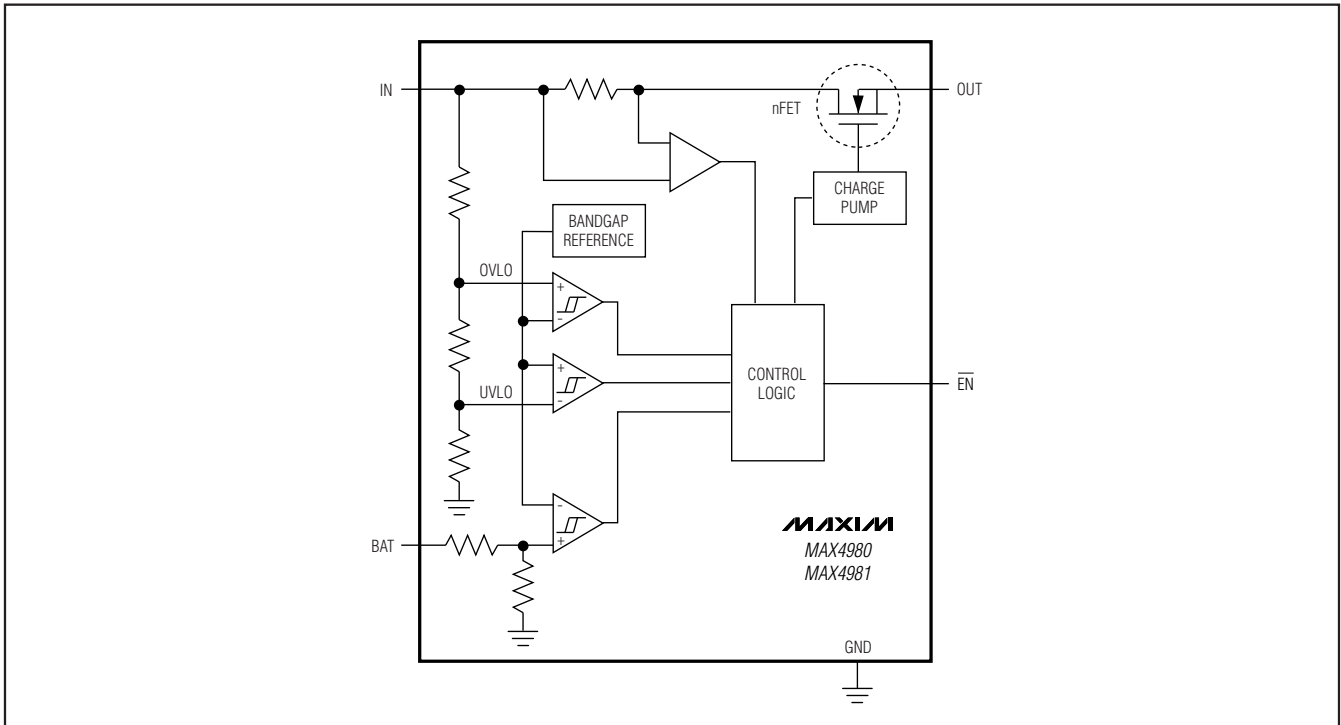 IN
OUT
nFET
CHARGE
PUMP
BANDGAP
REFERENCE
OVLO
+
-
CONTROL
LOGIC
EN
+
UVLO
-
-
+
BAT
MAXIM
MAX4980
MAX4981
GND